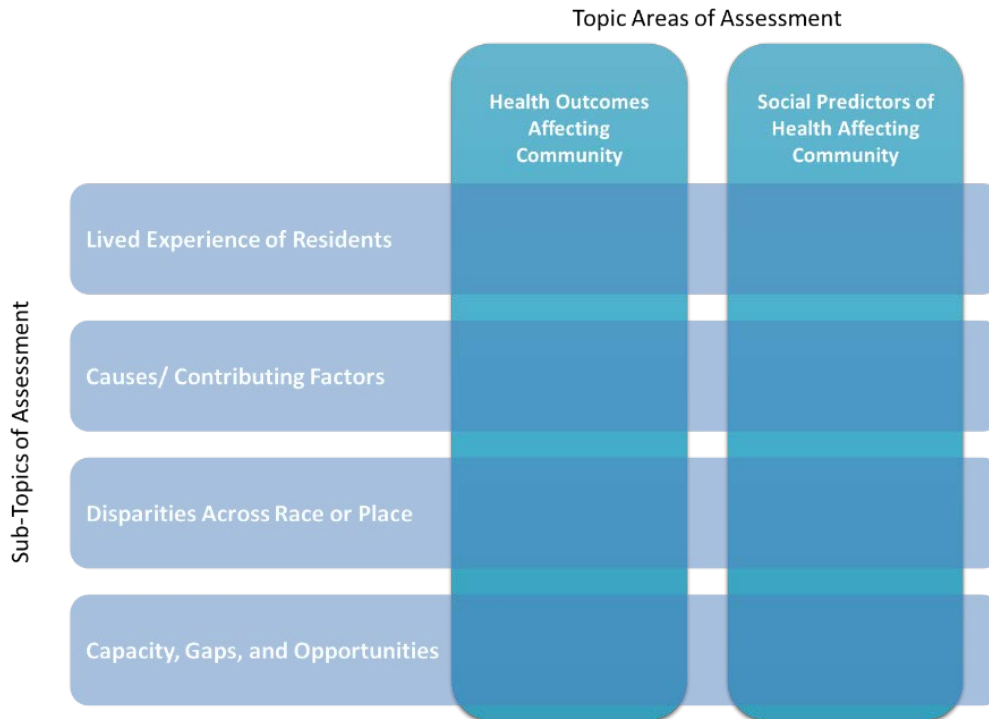 Topic Areas of Assessment
Health Outcomes
Affecting
Community
Social Predictors of
Health Affecting
Community
Sub-Topics of Assessment
Lived Experience of Residents
Causes/ Contributing Factors
Disparities Across Race or Place
Capacity, Gaps, and Opportunities